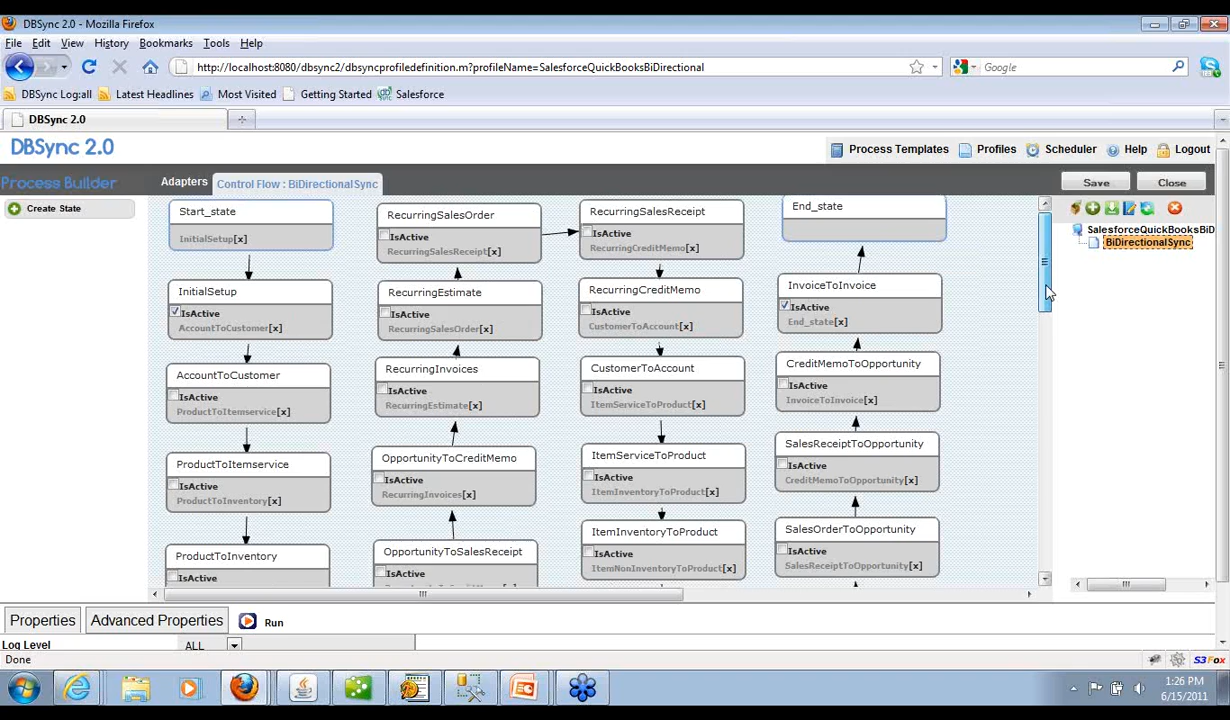 DBSync 2.0 - Mozilla Firefox
File Edit View History Bookmarks Tools Help
http://localhost:8080/dbsync2/dbsyncprofiledefinition.m?profileName=SalesforceQuickBooksBiDirectional
Google
DBSync Log:all Latest Headlines Most Visited Getting Started Salesforce
DBSync 2.0
DBSync 2.0
Process Templates Profiles Scheduler Help Logout
Process Builder
Adapters
Control Flow : BiDirectionalSync
Save
Close
Create State
SalesforceQuickBooksBiD
BiDirectionalSync
Start_state
InitialSetup[x]
InitialSetup
IsActive
AccountToCustomer[x]
AccountToCustomer
IsActive
ProductToItemservice[x]
ProductToItemservice
IsActive
ProductToInventory[x]
ProductToInventory
IsActive
RecurringSalesOrder
IsActive
RecurringSalesReceipt[x]
RecurringEstimate
IsActive
RecurringSalesOrder[x]
RecurringInvoices
IsActive
RecurringEstimate[x]
OpportunityToCreditMemo
IsActive
RecurringInvoices[x]
OpportunityToSalesReceipt
IsActive
RecurringSalesReceipt
IsActive
RecurringCreditMemo[x]
RecurringCreditMemo
IsActive
CustomerToAccount[x]
CustomerToAccount
IsActive
ItemServiceToProduct[x]
ItemServiceToProduct
IsActive
ItemInventoryToProduct[x]
ItemInventoryToProduct
IsActive
ItemNonInventoryToProduct[x]
End_state
InvoiceToInvoice
IsActive
End_state[x]
CreditMemoToOpportunity
IsActive
InvoiceToInvoice[x]
SalesReceiptToOpportunity
IsActive
CreditMemoToOpportunity[x]
SalesOrderToOpportunity
IsActive
SalesReceiptToOpportunity[x]
Properties
Advanced Properties
Run
Log Level
ALL
Done
S3Fox
1:26 PM
6/15/2011